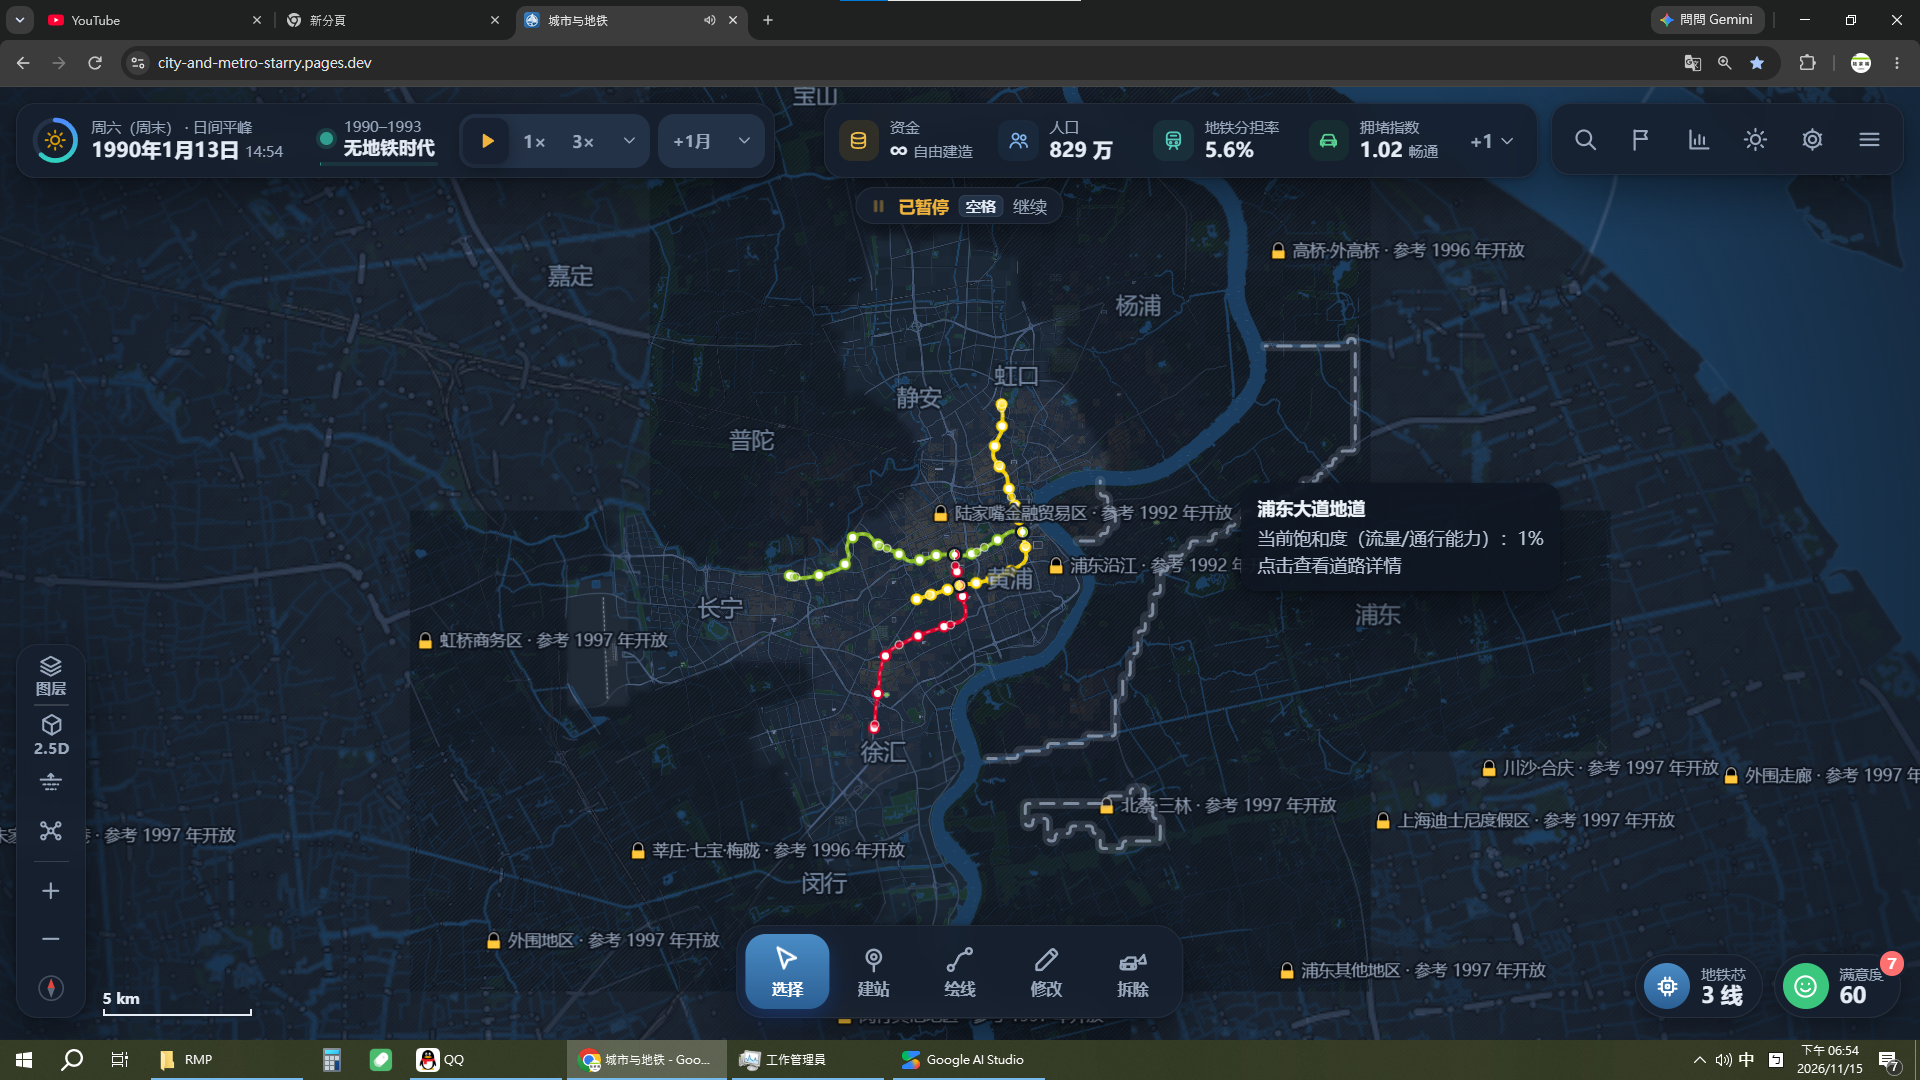 YouTube
新分頁
城市与地铁
問問 Gemini
city-and-metro-starry.pages.dev
周六（周末） · 日间平峰
1990年1月13日 14:54
1990–1993
无地铁时代
1×
3×
+1月
资金
∞ 自由建造
人口
829 万
地铁分担率
5.6%
拥堵指数
1.02 畅通
+1
已暂停 空格 继续
宝山
高桥·外高桥 · 参考 1996 年开放
嘉定
杨浦
虹口
静安
普陀
陆家嘴金融贸易区 · 参考 1992 年开放
浦东大道地道
当前饱和度（流量/通行能力）： 1%
点击查看道路详情
浦东沿江 · 参考 1992 年
黄浦
长宁
浦东
虹桥商务区 · 参考 1997 年开放
图层
2.5D
徐汇
川沙·合庆 · 参考 1997 年开放
外围走廊 · 参考 1997 年
北蔡·三林 · 参考 1997 年开放
上海迪士尼度假区 · 参考 1997 年开放
· 参考 1997 年开放
莘庄·七宝·梅陇 · 参考 1996 年开放
闵行
外围地区 · 参考 1997 年开放
浦东其他地区 · 参考 1997 年开放
5 km
选择
建站
绘线
修改
拆除
地铁芯
3 线
满意度
60
7
RMP
QQ
城市与地铁 - Goo...
工作管理員
Google AI Studio
中
下午 06:54
2026/11/15
7